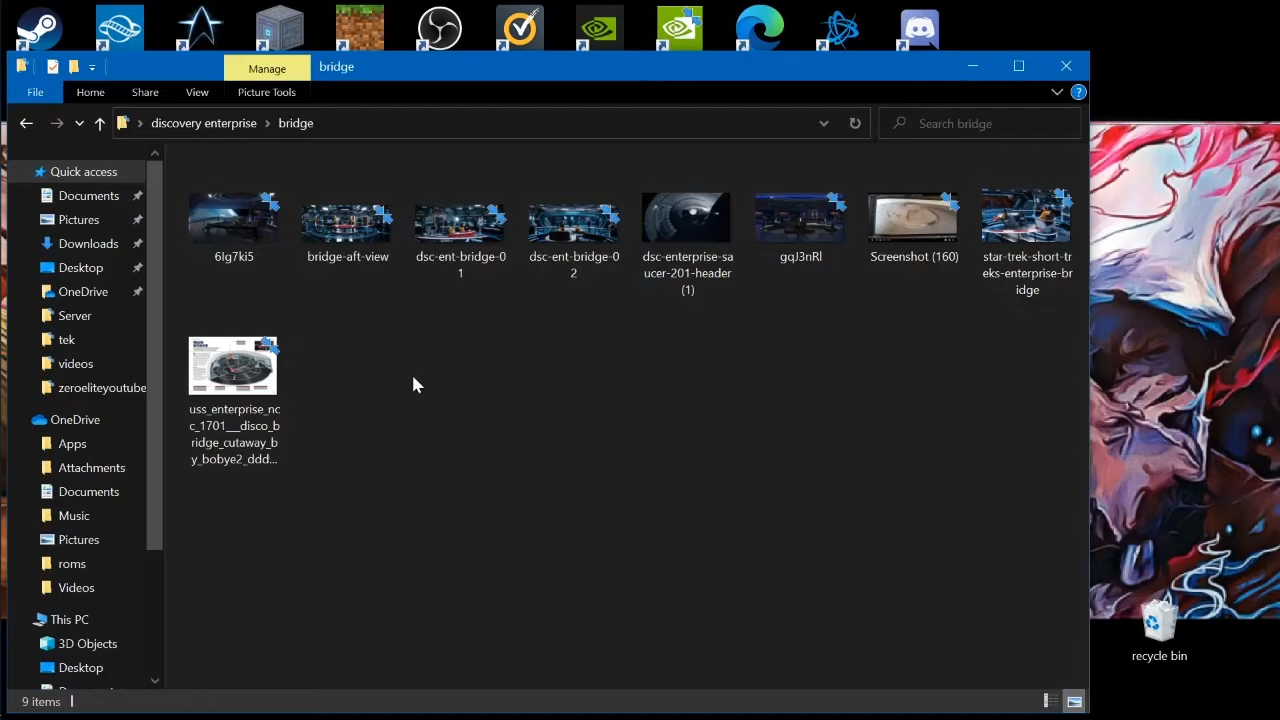 Manage
bridge
File
Home
Share
View
Picture Tools
discovery enterprise
bridge
Search bridge
Quick access
Documents
Pictures
Downloads
Desktop
OneDrive
Server
tek
videos
zeroeliteyoutube
OneDrive
Apps
Attachments
Documents
Music
Pictures
roms
Videos
This PC
3D Objects
Desktop
6Ig7ki5
bridge-aft-view
dsc-ent-bridge-0
1
dsc-ent-bridge-0
2
dsc-enterprise-sa
ucer-201-header
(1)
gqJ3nRl
Screenshot (160)
star-trek-short-tr
eks-enterprise-br
idge
uss_enterprise_nc
c_1701___disco_b
ridge_cutaway_b
y_bobye2_ddd...
9 items
recycle bin